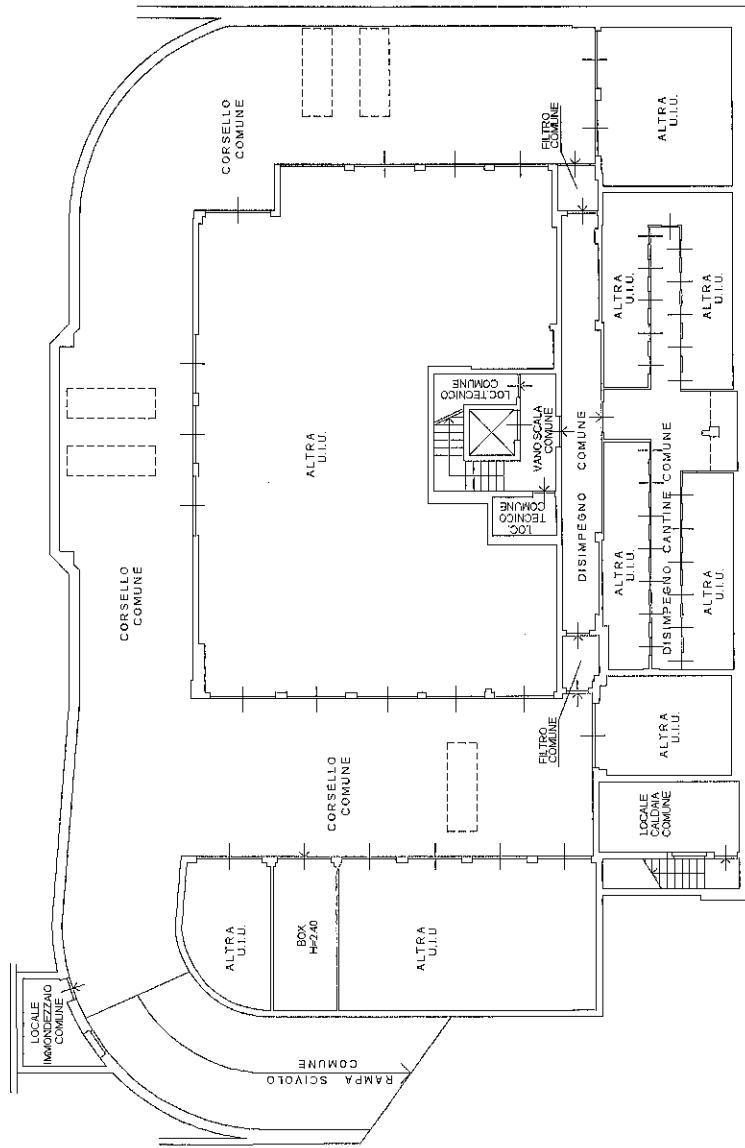 CORSELLO
COMUNE
ALTRA
U.I.U.
FILTRO
COMUNE
ALTRA
U.I.U.
ALTRA
U.I.U.
LOC.TECNICO
COMUNE
VANO SCALA
COMUNE
ALTRA
U.I.U.
LOC.
TECNICO
COMUNE
DISIMPEGNO COMUNE
DISIMPEGNO CANTINE COMUNE
ALTRA
U.I.U.
ALTRA
U.I.U.
CORSELLO
COMUNE
FILTRO
COMUNE
ALTRA
U.I.U.
CORSELLO
COMUNE
LOCALE
CALDAIA
COMUNE
ALTRA
U.I.U.
BOX
H=2.40
ALTRA
U.I.U
LOCALE
IMMONDEZZAIO
COMUNE
RAMPA SCIVOLO
COMUNE